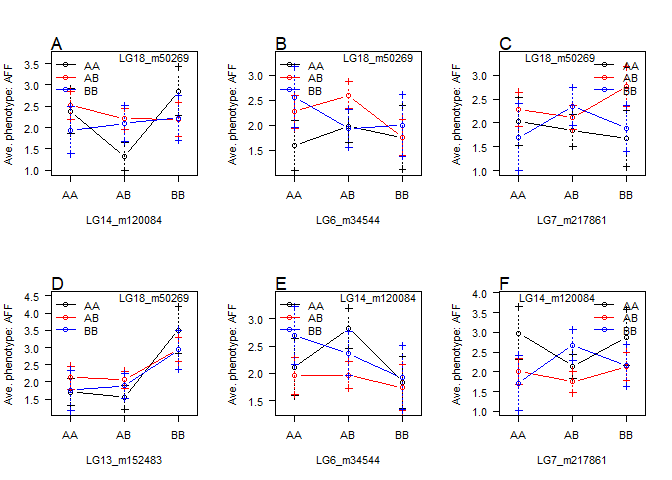 A
LG18_m50269
AA
AB
BB
Ave. phenotype: AFF
3.5
3.0
2.5
2.0
1.5
1.0
AA AB BB
LG14_m120084
B
LG18_m50269
AA
AB
BB
Ave. phenotype: AFF
3.0
2.5
2.0
1.5
AA AB BB
LG6_m34544
C
LG18_m50269
AA
AB
BB
Ave. phenotype: AFF
3.0
2.5
2.0
1.5
1.0
AA AB BB
LG7_m217861
D
LG18_m50269
AA
AB
BB
Ave. phenotype: AFF
4.5
4.0
3.5
3.0
2.5
2.0
1.5
AA AB BB
LG13_m152483
E
LG14_m120084
AA
AB
BB
Ave. phenotype: AFF
3.0
2.5
2.0
1.5
AA AB BB
LG6_m34544
F
LG14_m120084
AA
AB
BB
Ave. phenotype: AFF
4.0
3.5
3.0
2.5
2.0
1.5
1.0
AA AB BB
LG7_m217861